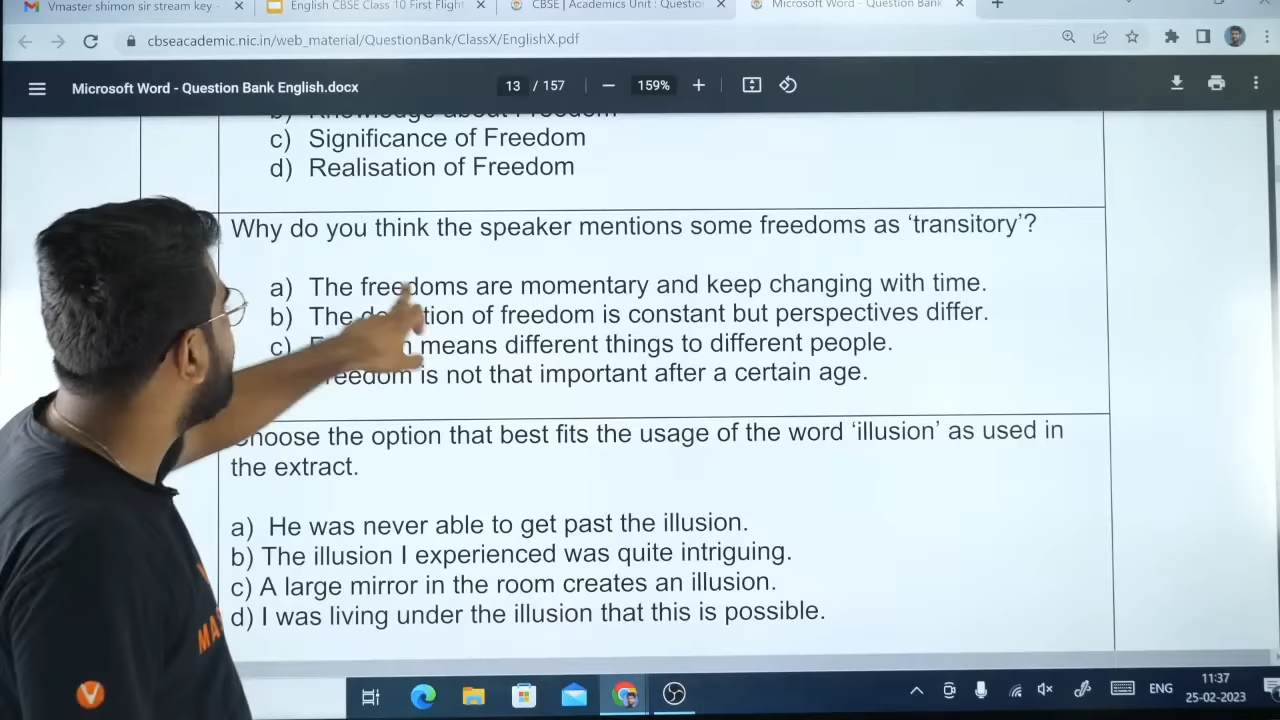 Vmaster shimon sir stream key - × English CBSE Class 10 First Flight × CBSE | Academics Unit : Question × Microsoft Word - Question Bank × +
cbseacademic.nic.in/web_material/QuestionBank/ClassX/EnglishX.pdf
Microsoft Word - Question Bank English.docx 13 / 157 − 159% +
b) Knowledge about Freedom
c) Significance of Freedom
d) Realisation of Freedom
Why do you think the speaker mentions some freedoms as ‘transitory’?
a) The freedoms are momentary and keep changing with time.
b) The of freedom is constant but perspectives differ.
c) means different things to different people.
freedom is not that important after a certain age.
Choose the option that best fits the usage of the word ‘illusion’ as used in
the extract.
a) He was never able to get past the illusion.
b) The illusion I experienced was quite intriguing.
c) A large mirror in the room creates an illusion.
d) I was living under the illusion that this is possible.
V
MA
ENG
11:37
25-02-2023